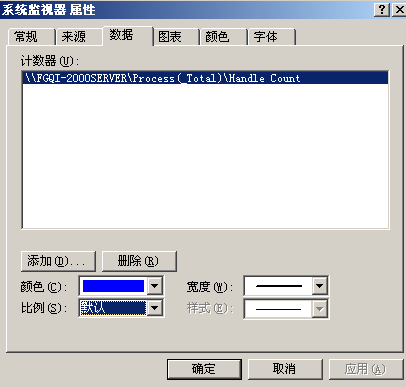 系统监视器 属性
常规 来源 数据 图表 颜色 字体
计数器(U):
\\FGQI-2000SERVER\Process(_Total)\Handle Count
添加(D)... 删除(R)
颜色(C): 宽度(W):
比例(S): 默认 样式(E):
确定 取消 应用(A)